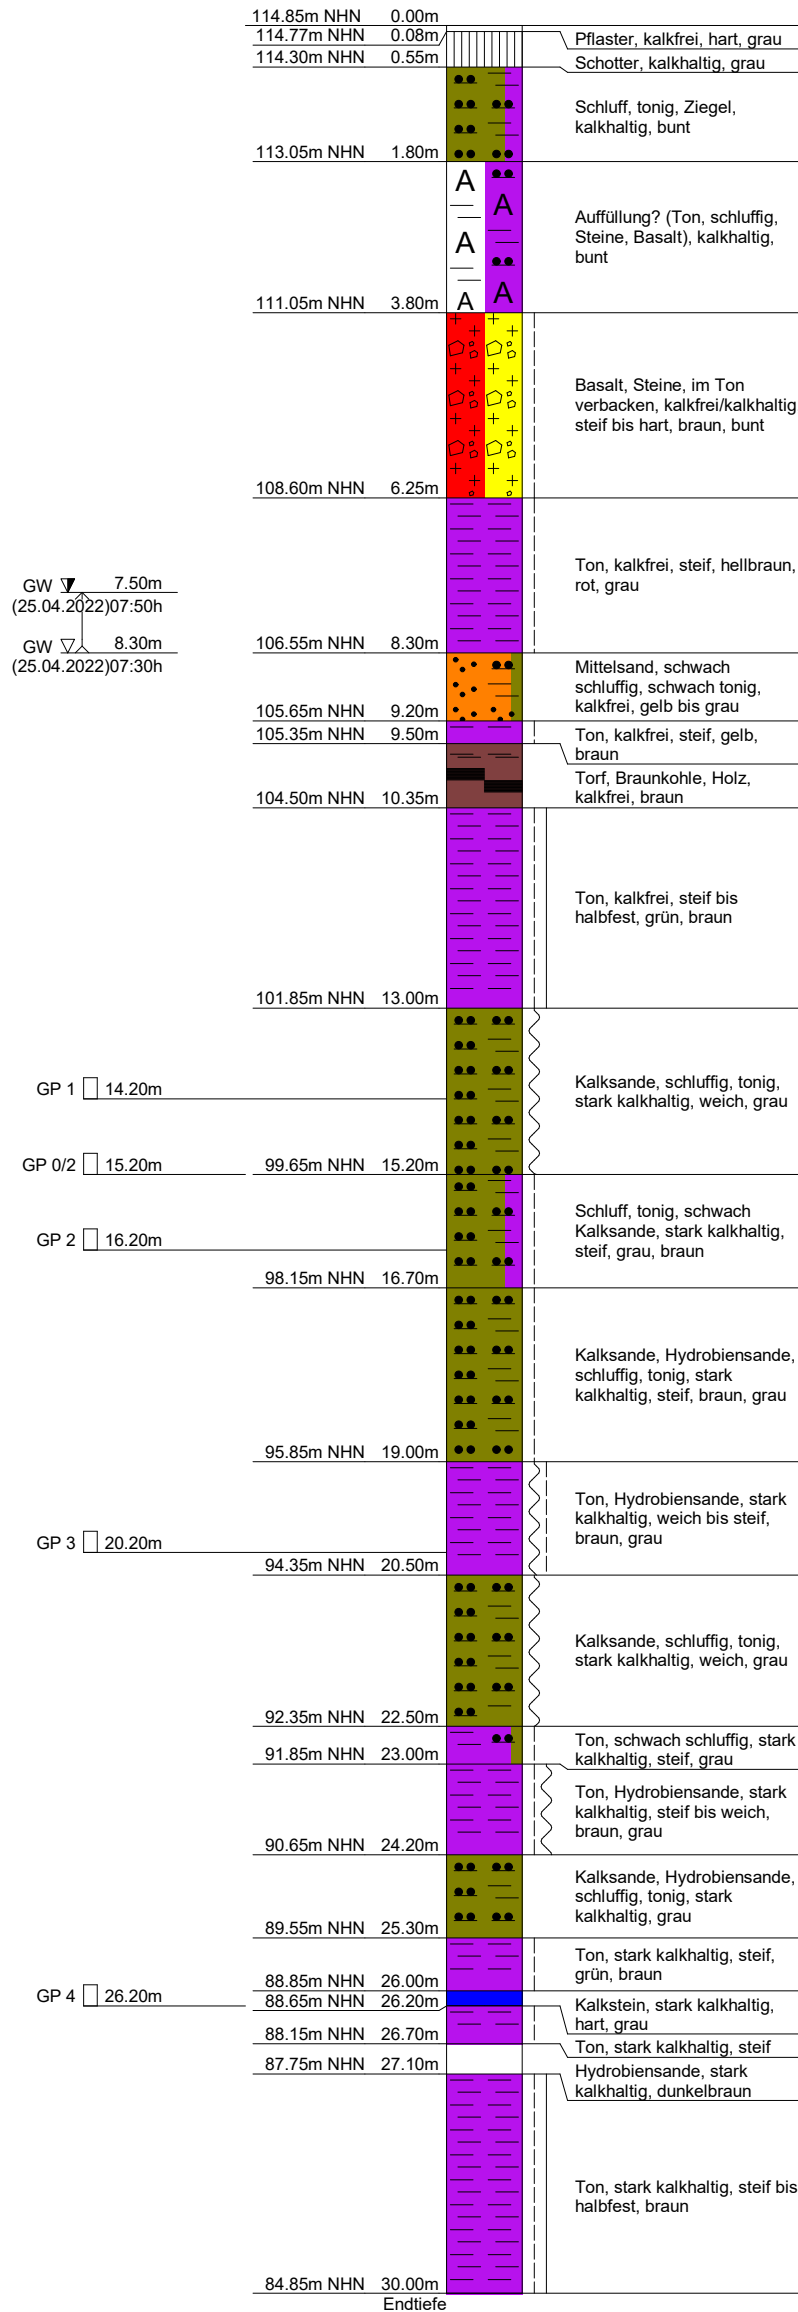 114.85m NHN 0.00m
114.77m NHN 0.08m
Pflaster, kalkfrei, hart, grau
114.30m NHN 0.55m
Schotter, kalkhaltig, grau
Schluff, tonig, Ziegel,
kalkhaltig, bunt
113.05m NHN 1.80m
A
A
A
A
A
Auffüllung? (Ton, schluffig,
Steine, Basalt), kalkhaltig,
bunt
111.05m NHN 3.80m
Basalt, Steine, im Ton
verbacken, kalkfrei/kalkhaltig
steif bis hart, braun, bunt
108.60m NHN 6.25m
Ton, kalkfrei, steif, hellbraun,
rot, grau
GW 7.50m
(25.04.2022)07:50h
GW 8.30m
(25.04.2022)07:30h
106.55m NHN 8.30m
Mittelsand, schwach
schluffig, schwach tonig,
kalkfrei, gelb bis grau
105.65m NHN 9.20m
Ton, kalkfrei, steif, gelb,
braun
105.35m NHN 9.50m
Torf, Braunkohle, Holz,
kalkfrei, braun
104.50m NHN 10.35m
Ton, kalkfrei, steif bis
halbfest, grün, braun
101.85m NHN 13.00m
Kalksande, schluffig, tonig,
stark kalkhaltig, weich, grau
GP 1 14.20m
GP 0/2 15.20m
99.65m NHN 15.20m
Schluff, tonig, schwach
Kalksande, stark kalkhaltig,
steif, grau, braun
GP 2 16.20m
98.15m NHN 16.70m
Kalksande, Hydrobiensande,
schluffig, tonig, stark
kalkhaltig, steif, braun, grau
95.85m NHN 19.00m
Ton, Hydrobiensande, stark
kalkhaltig, weich bis steif,
braun, grau
GP 3 20.20m
94.35m NHN 20.50m
Kalksande, schluffig, tonig,
stark kalkhaltig, weich, grau
92.35m NHN 22.50m
Ton, schwach schluffig, stark
kalkhaltig, steif, grau
91.85m NHN 23.00m
Ton, Hydrobiensande, stark
kalkhaltig, steif bis weich,
braun, grau
90.65m NHN 24.20m
Kalksande, Hydrobiensande,
schluffig, tonig, stark
kalkhaltig, grau
89.55m NHN 25.30m
Ton, stark kalkhaltig, steif,
grün, braun
88.85m NHN 26.00m
GP 4 26.20m
88.65m NHN 26.20m
Kalkstein, stark kalkhaltig,
hart, grau
88.15m NHN 26.70m
Ton, stark kalkhaltig, steif
87.75m NHN 27.10m
Hydrobiensande, stark
kalkhaltig, dunkelbraun
Ton, stark kalkhaltig, steif bis
halbfest, braun
84.85m NHN 30.00m
Endtiefe